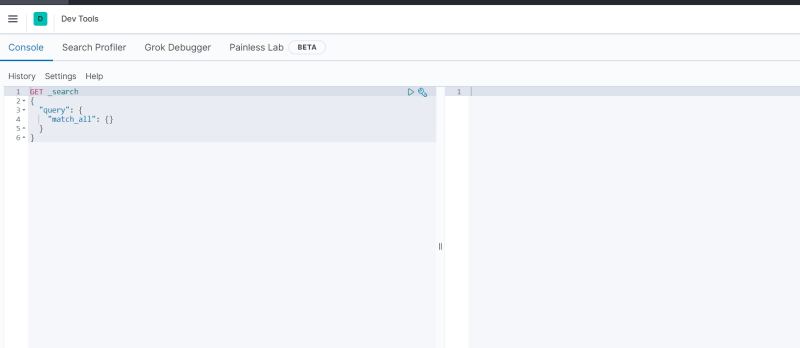 D Dev Tools
Console Search Profiler Grok Debugger Painless Lab BETA
History Settings Help
1 GET _search
2 {
3 "query": {
4 "match_all": {}
5 }
6 }
1